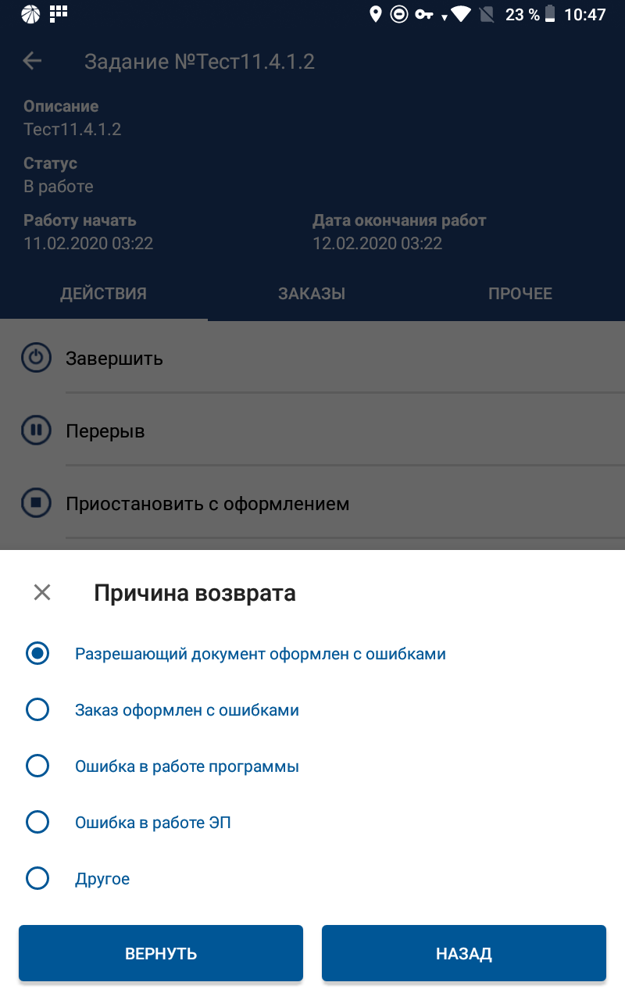 23 % 10:47
Задание №Тест11.4.1.2
Описание
Тест11.4.1.2
Статус
В работе
Работу начать Дата окончания работ
11.02.2020 03:22 12.02.2020 03:22
ДЕЙСТВИЯ ЗАКАЗЫ ПРОЧЕЕ
Завершить
Перерыв
Приостановить с оформлением
Причина возврата
Разрешающий документ оформлен с ошибками
Заказ оформлен с ошибками
Ошибка в работе программы
Ошибка в работе ЭП
Другое
ВЕРНУТЬ НАЗАД